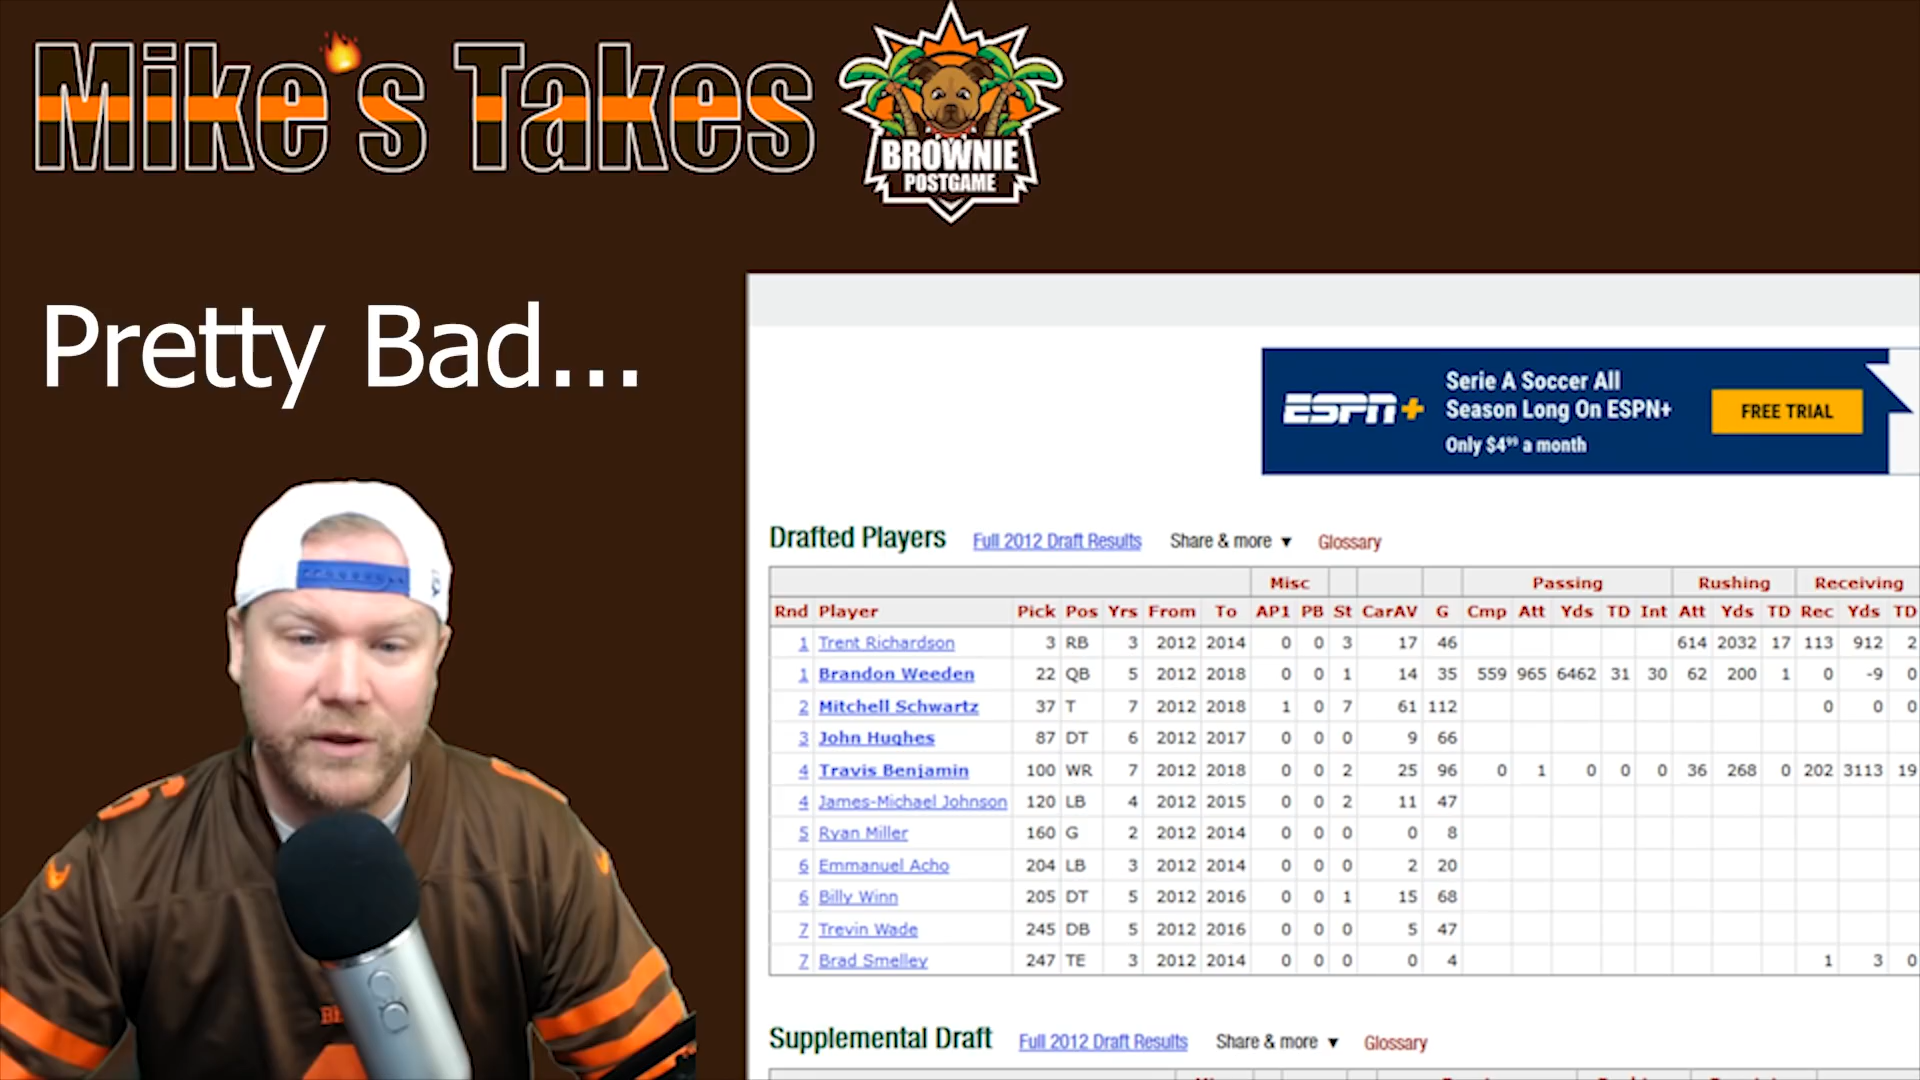 Mike's Takes
BROWNIE
POSTGAME
Pretty Bad...
ESPN+
Serie A Soccer All
Season Long On ESPN+
Only $4⁹⁹ a month
FREE TRIAL
Drafted Players Full 2012 Draft Results Share & more ▼ Glossary
Misc Passing Rushing Receiving
Rnd Player Pick Pos Yrs From To AP1 PB St CarAV G Cmp Att Yds TD Int Att Yds TD Rec Yds TD
1 Trent Richardson 3 RB 3 2012 2014 0 0 3 17 46 614 2032 17 113 912 2
1 Brandon Weeden 22 QB 5 2012 2018 0 0 1 14 35 559 965 6462 31 30 62 200 1 0 -9 0
2 Mitchell Schwartz 37 T 7 2012 2018 1 0 7 61 112 0 0 0
3 John Hughes 87 DT 6 2012 2017 0 0 0 9 66
4 Travis Benjamin 100 WR 7 2012 2018 0 0 2 25 96 0 1 0 0 0 36 268 0 202 3113 19
4 James-Michael Johnson 120 LB 4 2012 2015 0 0 2 11 47
5 Ryan Miller 160 G 2 2012 2014 0 0 0 0 8
6 Emmanuel Acho 204 LB 3 2012 2014 0 0 0 2 20
6 Billy Winn 205 DT 5 2012 2016 0 0 1 15 68
7 Trevin Wade 245 DB 5 2012 2016 0 0 0 5 47
7 Brad Smelley 247 TE 3 2012 2014 0 0 0 0 4 1 3 0
Supplemental Draft Full 2012 Draft Results Share & more ▼ Glossary